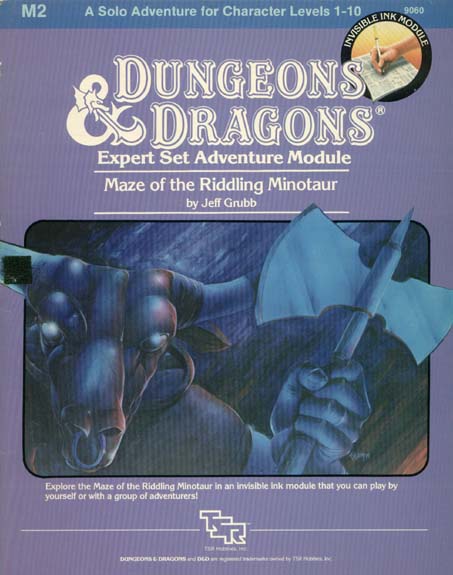 M2
A Solo Adventure for Character Levels 1-10
9060
INVISIBLE INK MODULE
DUNGEONS
& DRAGONS®
Expert Set Adventure Module
Maze of the Riddling Minotaur
by Jeff Grubb
Explore the Maze of the Riddling Minotaur in an invisible ink module that you can play by
yourself or with a group of adventurers!
TSR
TSR Hobbies, Inc.
DUNGEONS & DRAGONS and D&D are registered trademarks owned by TSR Hobbies, Inc.